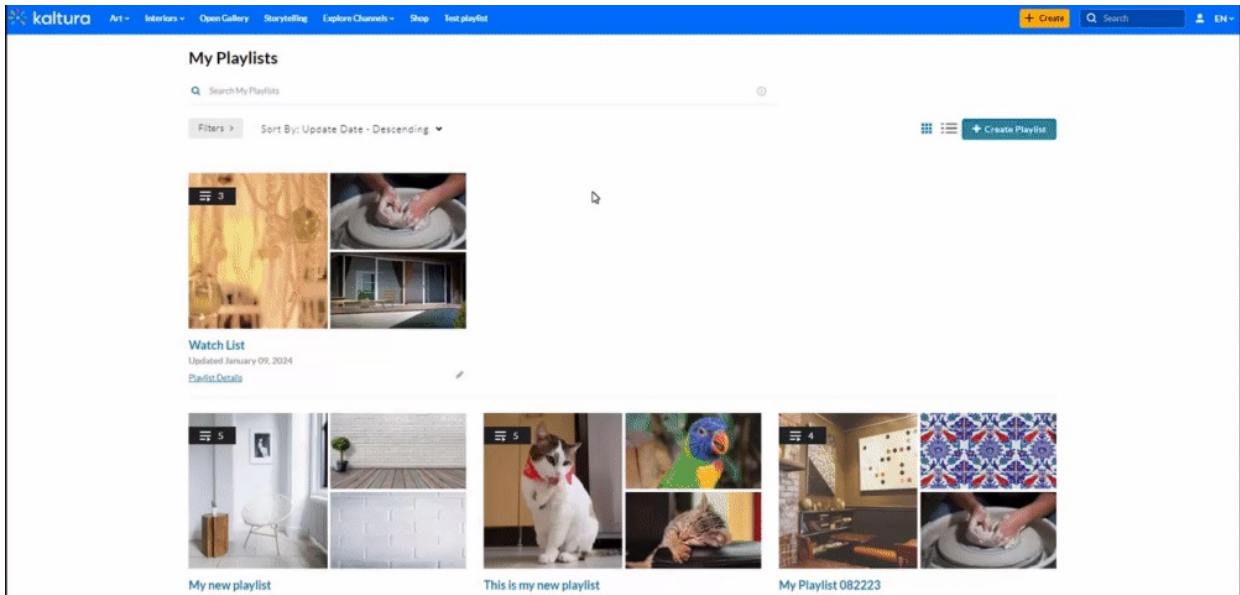 kaltura Art Interiors Open Gallery Storytelling Explore Channels Shop Test playlist + Create Search EN
My Playlists
Search My Playlists
Filters > Sort By: Update Date - Descending + Create Playlist
3
Watch List
Updated January 09, 2024
Playlist Details
5 5 4
My new playlist This is my new playlist My Playlist 082223